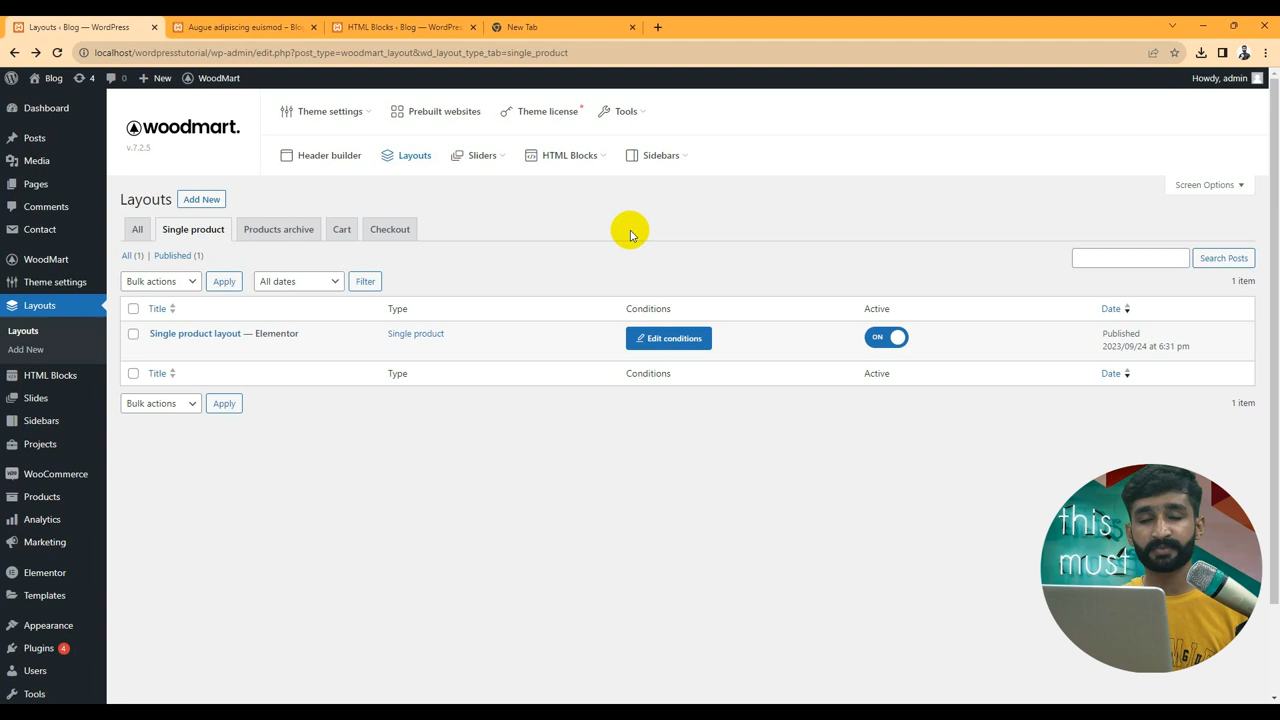 Layouts ‹ Blog — WordPress
Augue adipiscing euismod – Blo
HTML Blocks ‹ Blog — WordPres
New Tab
localhost/wordpresstutorial/wp-admin/edit.php?post_type=woodmart_layout&wd_layout_type_tab=single_product
Blog
4
0
New
WoodMart
Howdy, admin
Dashboard
Posts
Media
Pages
Comments
Contact
WoodMart
Theme settings
Layouts
Layouts
Add New
HTML Blocks
Slides
Sidebars
Projects
WooCommerce
Products
Analytics
Marketing
Elementor
Templates
Appearance
Plugins 4
Users
Tools
woodmart.
v.7.2.5
Theme settings
Prebuilt websites
Theme license
Tools
Header builder
Layouts
Sliders
HTML Blocks
Sidebars
Screen Options
Layouts
Add New
All
Single product
Products archive
Cart
Checkout
All (1) | Published (1)
Search Posts
Bulk actions
Apply
All dates
Filter
1 item
Title
Type
Conditions
Active
Date
Single product layout — Elementor
Single product
Edit conditions
ON
Published
2023/09/24 at 6:31 pm
Title
Type
Conditions
Active
Date
Bulk actions
Apply
1 item
this
must